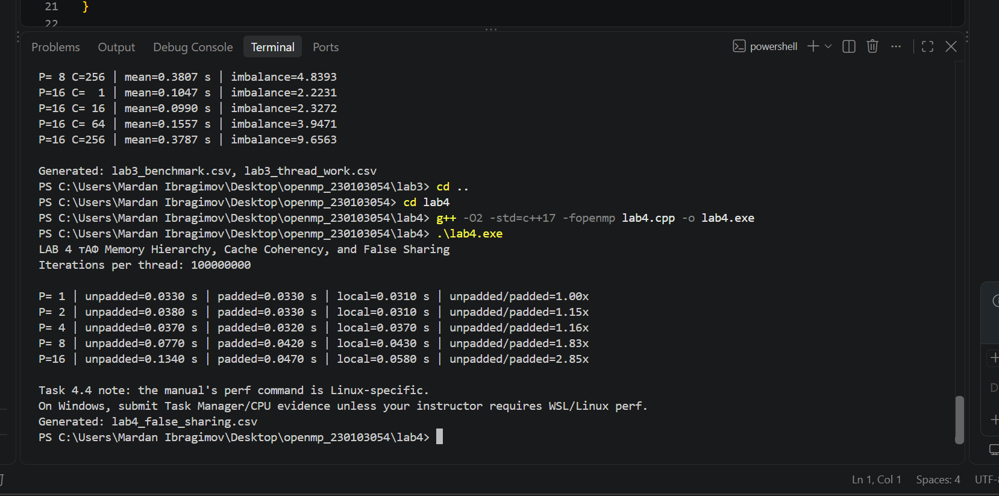 21 }
22
Problems Output Debug Console Terminal Ports powershell
P= 8 C=256 | mean=0.3807 s | imbalance=4.8393
P=16 C=  1 | mean=0.1047 s | imbalance=2.2231
P=16 C= 16 | mean=0.0990 s | imbalance=2.3272
P=16 C= 64 | mean=0.1557 s | imbalance=3.9471
P=16 C=256 | mean=0.3787 s | imbalance=9.6563
Generated: lab3_benchmark.csv, lab3_thread_work.csv
PS C:\Users\Mardan Ibragimov\Desktop\openmp_230103054\lab3> cd ..
PS C:\Users\Mardan Ibragimov\Desktop\openmp_230103054> cd lab4
PS C:\Users\Mardan Ibragimov\Desktop\openmp_230103054\lab4> g++ -O2 -std=c++17 -fopenmp lab4.cpp -o lab4.exe
PS C:\Users\Mardan Ibragimov\Desktop\openmp_230103054\lab4> .\lab4.exe
LAB 4 тАФ Memory Hierarchy, Cache Coherency, and False Sharing
Iterations per thread: 100000000
P= 1 | unpadded=0.0330 s | padded=0.0330 s | local=0.0310 s | unpadded/padded=1.00x
P= 2 | unpadded=0.0380 s | padded=0.0330 s | local=0.0310 s | unpadded/padded=1.15x
P= 4 | unpadded=0.0370 s | padded=0.0320 s | local=0.0370 s | unpadded/padded=1.16x
P= 8 | unpadded=0.0770 s | padded=0.0420 s | local=0.0430 s | unpadded/padded=1.83x
P=16 | unpadded=0.1340 s | padded=0.0470 s | local=0.0580 s | unpadded/padded=2.85x
Task 4.4 note: the manual's perf command is Linux-specific.
On Windows, submit Task Manager/CPU evidence unless your instructor requires WSL/Linux perf.
Generated: lab4_false_sharing.csv
PS C:\Users\Mardan Ibragimov\Desktop\openmp_230103054\lab4>
Ln 1, Col 1 Spaces: 4